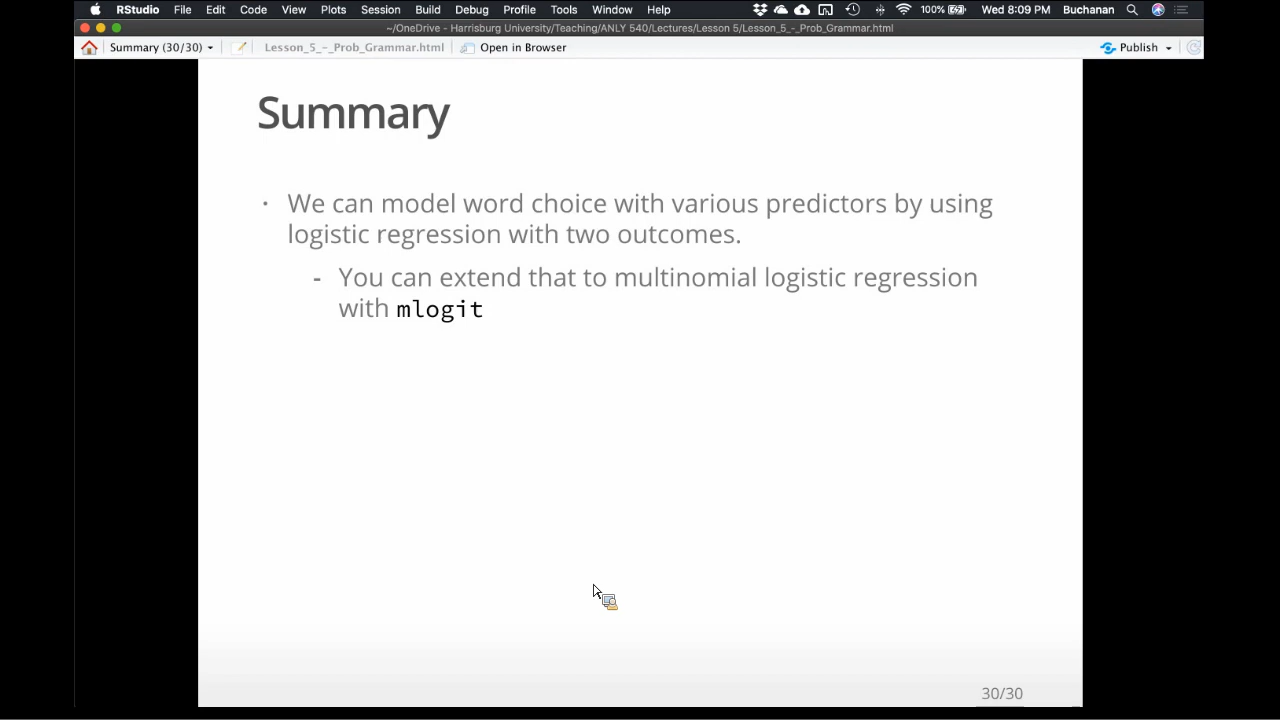 RStudio File Edit Code View Plots Session Build Debug Profile Tools Window Help 100% Wed 8:09 PM Buchanan
~/OneDrive - Harrisburg University/Teaching/ANLY 540/Lectures/Lesson 5/Lesson_5_-_Prob_Grammar.html
Summary (30/30) Lesson_5_-_Prob_Grammar.html Open in Browser Publish
Summary
· We can model word choice with various predictors by using
logistic regression with two outcomes.
- You can extend that to multinomial logistic regression
with mlogit
30/30